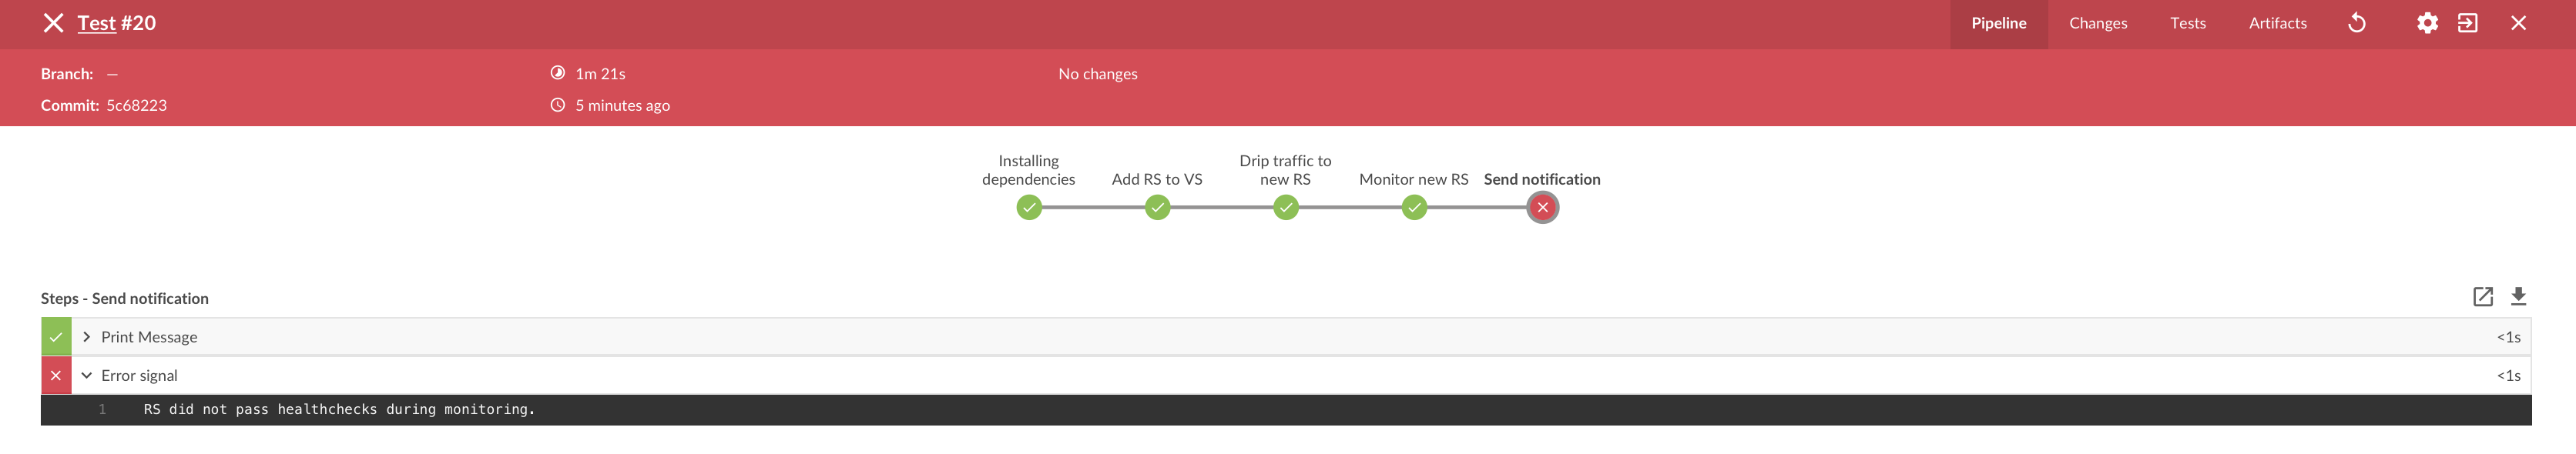 Test #20
Pipeline
Changes
Tests
Artifacts
Branch: —
1m 21s
No changes
Commit: 5c68223
5 minutes ago
Installing
dependencies
Add RS to VS
Drip traffic to
new RS
Monitor new RS
Send notification
Steps - Send notification
Print Message
<1s
Error signal
<1s
1 RS did not pass healthchecks during monitoring.